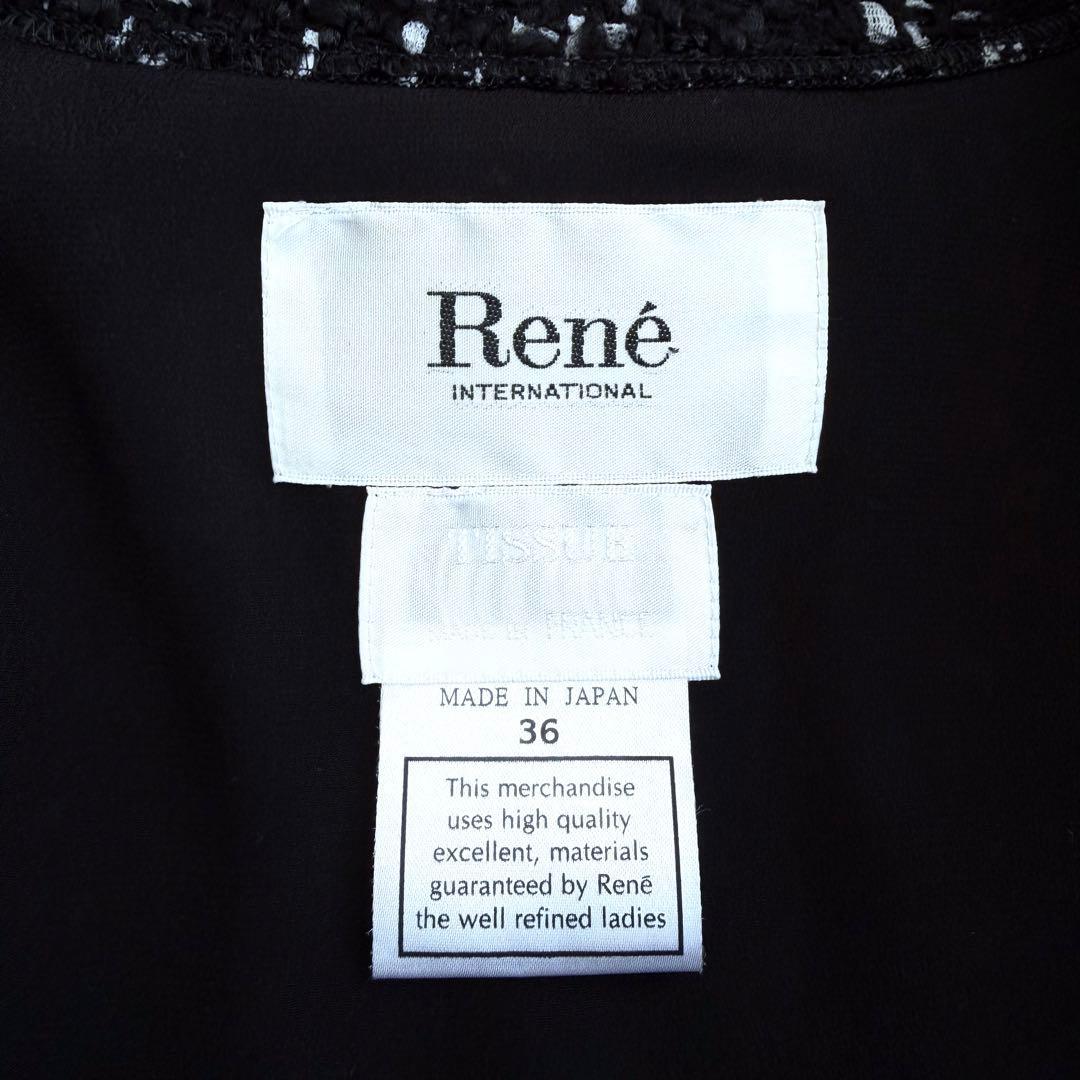 René
INTERNATIONAL
TISSUE
MADE IN FRANCE
MADE IN JAPAN
36
This merchandise
uses high quality
excellent, materials
guaranteed by René
the well refined ladies